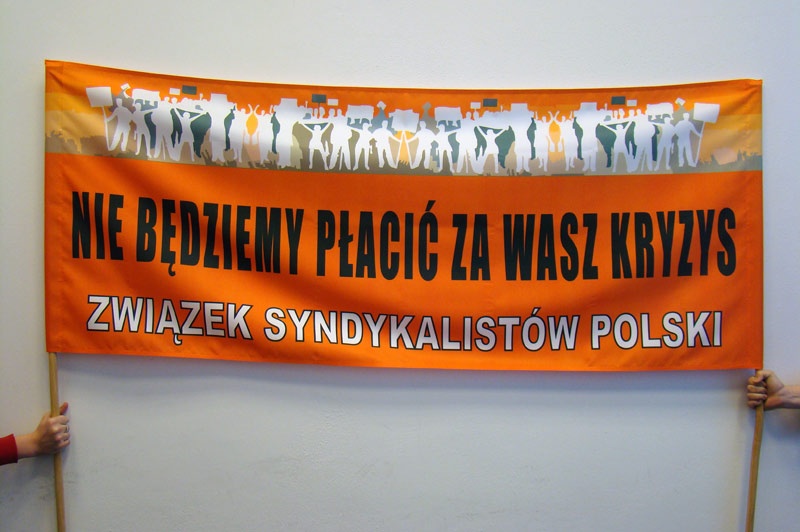 NIE BĘDZIEMY PŁACIĆ ZA WASZ KRYZYS
ZWIĄZEK SYNDYKALISTÓW POLSKI